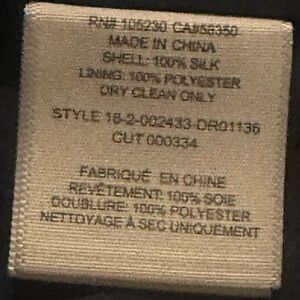 RN# 105230 CA#56350
MADE IN CHINA
SHELL: 100% SILK
LINING: 100% POLYESTER
DRY CLEAN ONLY
STYLE 18-2-002433-DR01136
CUT 000334
FABRIQUÉ EN CHINE
REVÊTEMENT: 100% SOIE
DOUBLURE: 100% POLYESTER
NETTOYAGE À SEC UNIQUEMENT